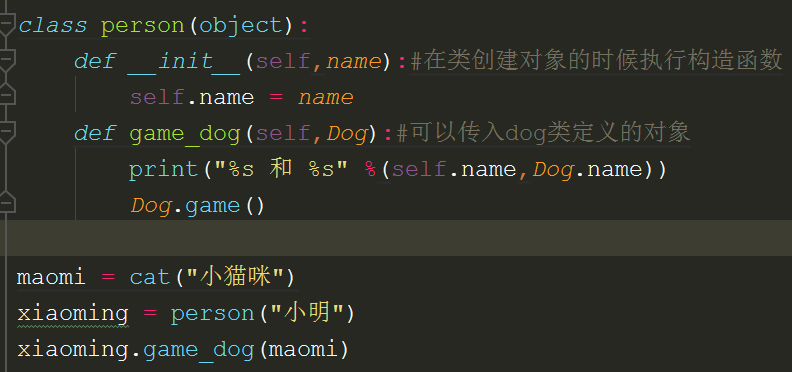 class person(object):
    def __init__(self,name):#在类创建对象的时候执行构造函数
        self.name = name
    def game_dog(self,Dog):#可以传入dog类定义的对象
        print("%s 和 %s" %(self.name,Dog.name))
        Dog.game()
maomi = cat("小猫咪")
xiaoming = person("小明")
xiaoming.game_dog(maomi)